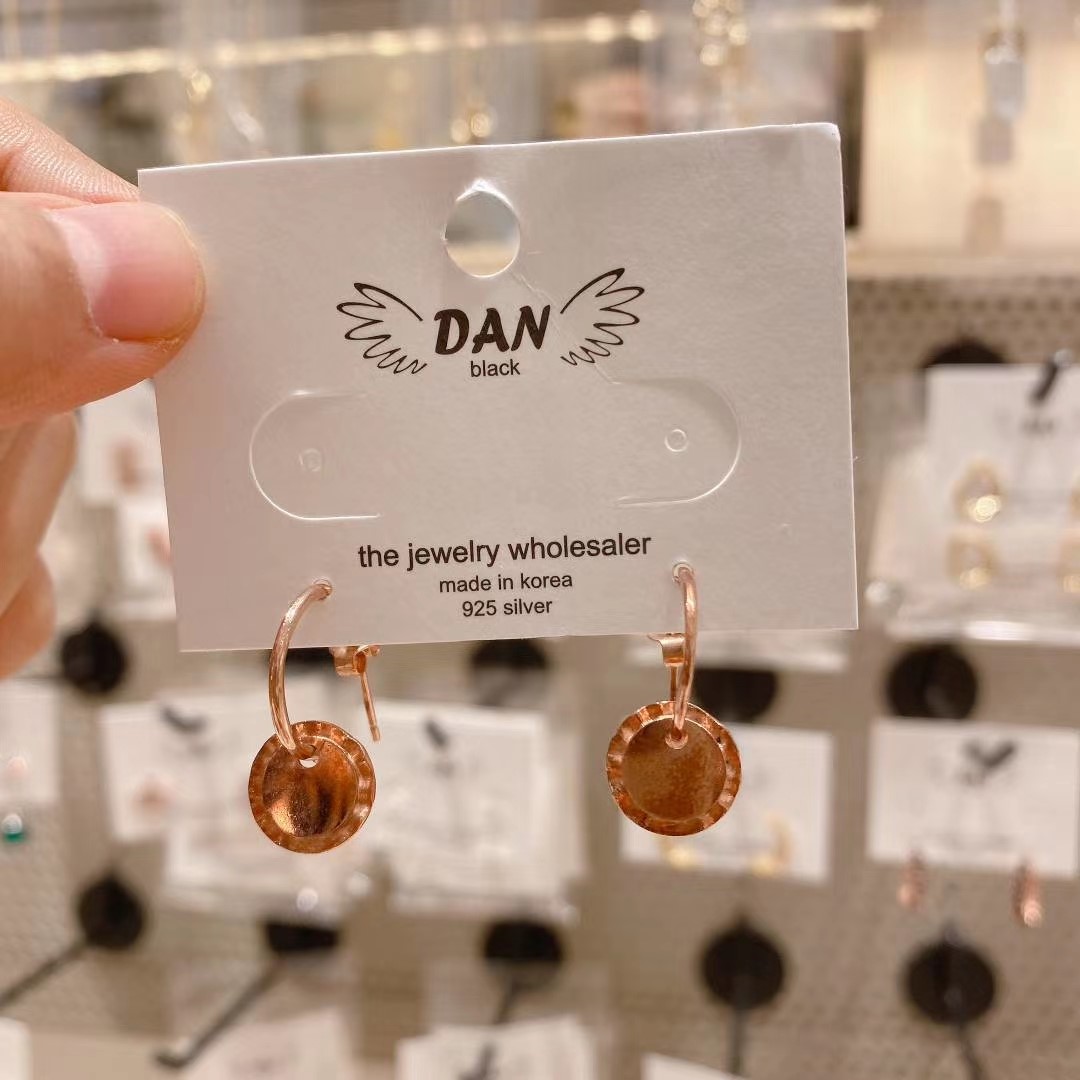 DAN
black
the jewelry wholesaler
made in korea
925 silver